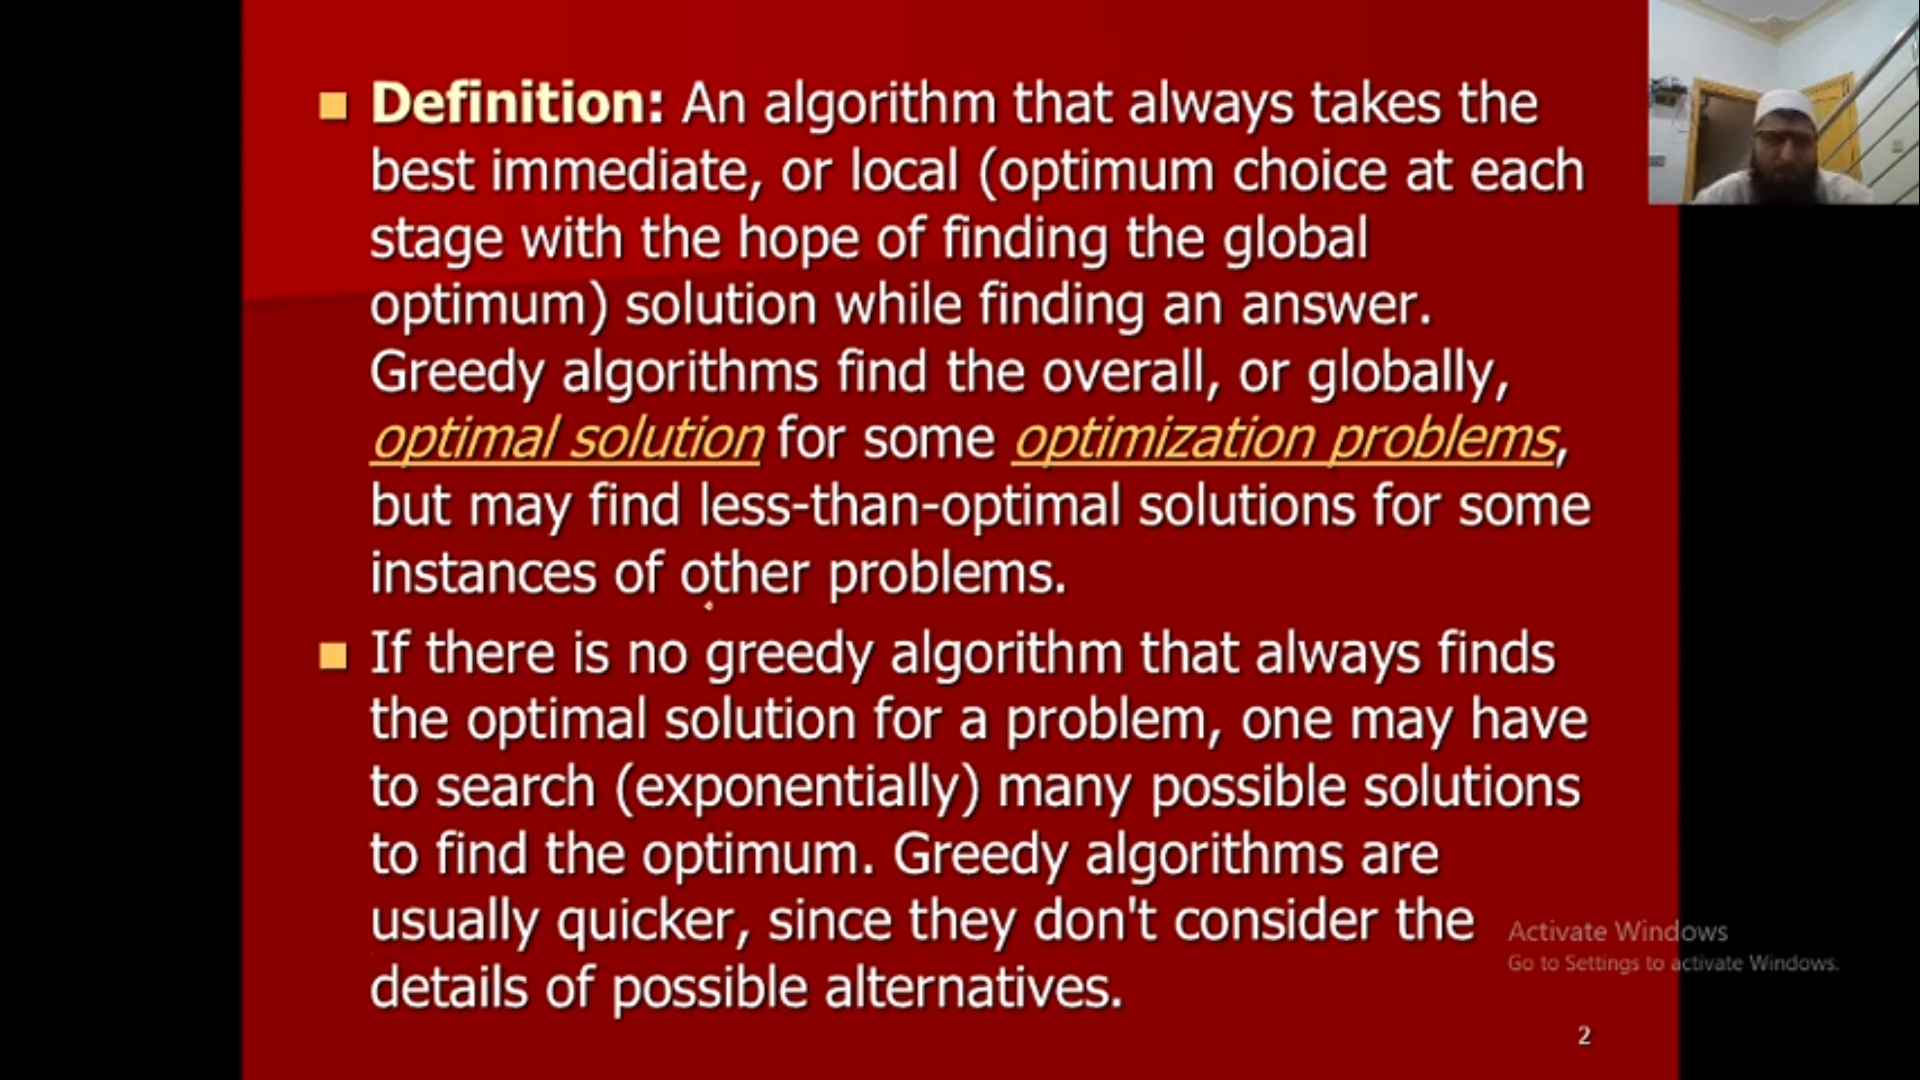 Definition: An algorithm that always takes the
best immediate, or local (optimum choice at each
stage with the hope of finding the global
optimum) solution while finding an answer.
Greedy algorithms find the overall, or globally,
optimal solution for some optimization problems,
but may find less-than-optimal solutions for some
instances of other problems.
If there is no greedy algorithm that always finds
the optimal solution for a problem, one may have
to search (exponentially) many possible solutions
to find the optimum. Greedy algorithms are
usually quicker, since they don't consider the
details of possible alternatives.
Activate Windows
Go to Settings to activate Windows.
2